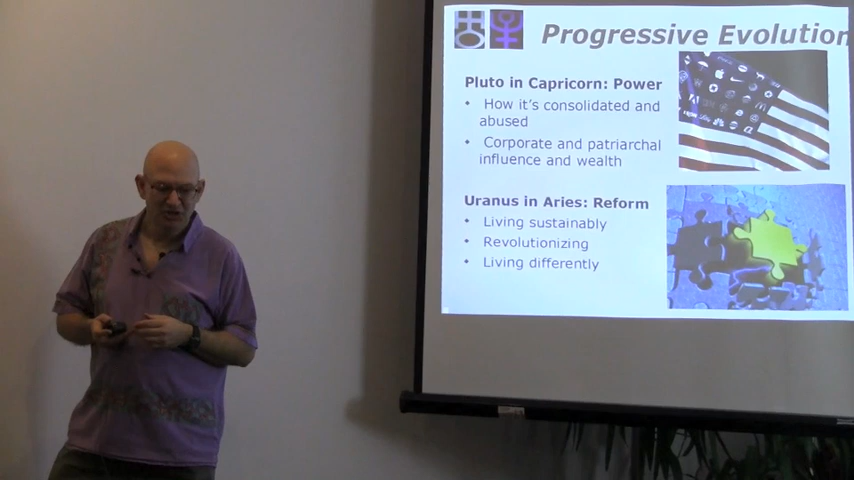 Progressive Evolution
Pluto in Capricorn: Power
• How it's consolidated and
abused
• Corporate and patriarchal
influence and wealth
Uranus in Aries: Reform
• Living sustainably
• Revolutionizing
• Living differently